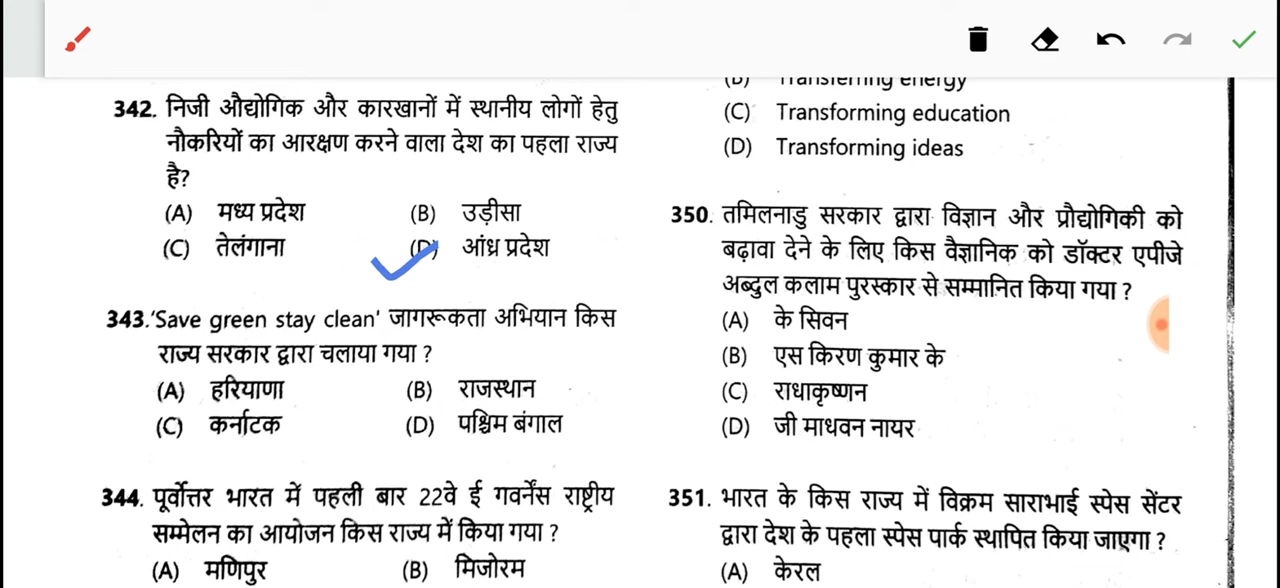 342. निजी औद्योगिक और कारखानों में स्थानीय लोगों हेतु
नौकरियों का आरक्षण करने वाला देश का पहला राज्य
है?
(A) मध्य प्रदेश (B) उड़ीसा
(C) तेलंगाना (D) आंध्र प्रदेश
343. 'Save green stay clean' जागरूकता अभियान किस
राज्य सरकार द्वारा चलाया गया ?
(A) हरियाणा (B) राजस्थान
(C) कर्नाटक (D) पश्चिम बंगाल
344. पूर्वोत्तर भारत में पहली बार 22वे ई गवर्नेंस राष्ट्रीय
सम्मेलन का आयोजन किस राज्य में किया गया ?
(A) मणिपुर (B) मिजोरम
Transferring energy
(C) Transforming education
(D) Transforming ideas
350. तमिलनाडु सरकार द्वारा विज्ञान और प्रौद्योगिकी को
बढ़ावा देने के लिए किस वैज्ञानिक को डॉक्टर एपीजे
अब्दुल कलाम पुरस्कार से सम्मानित किया गया ?
(A) के सिवन
(B) एस किरण कुमार के
(C) राधाकृष्णन
(D) जी माधवन नायर
351. भारत के किस राज्य में विक्रम साराभाई स्पेस सेंटर
द्वारा देश के पहला स्पेस पार्क स्थापित किया जाएगा ?
(A) केरल